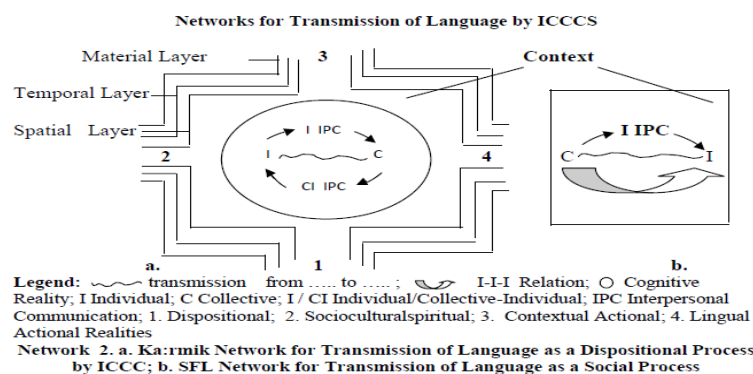 Networks for Transmission of Language by ICCCS
Material Layer
3
Context
Temporal Layer
Spatial Layer
I IPC
I IPC
2
I
C
4
C
I
CI IPC
a.
1
b.
Legend: transmission from ..... to ..... ; I-I-I Relation; Cognitive
Reality; I Individual; C Collective; I / CI Individual/Collective-Individual; IPC Interpersonal
Communication; 1. Dispositional; 2. Socioculturalspiritual; 3. Contextual Actional; 4. Lingual
Actional Realities
Network 2. a. Ka:rmik Network for Transmission of Language as a Dispositional Process
by ICCC; b. SFL Network for Transmission of Language as a Social Process